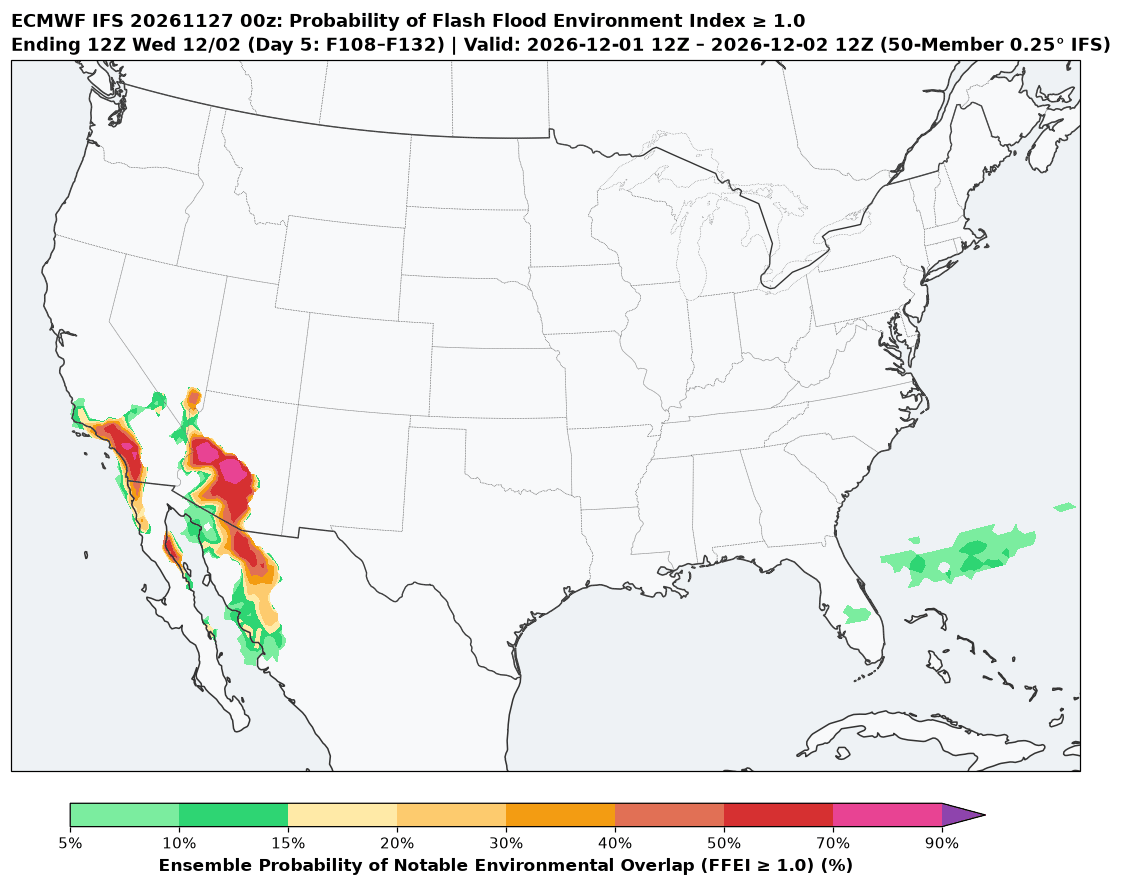 ECMWF IFS 20261127 00z: Probability of Flash Flood Environment Index ≥ 1.0
Ending 12Z Wed 12/02 (Day 5: F108–F132) | Valid: 2026-12-01 12Z – 2026-12-02 12Z (50-Member 0.25° IFS)
5% 10% 15% 20% 30% 40% 50% 70% 90%
Ensemble Probability of Notable Environmental Overlap (FFEI ≥ 1.0) (%)